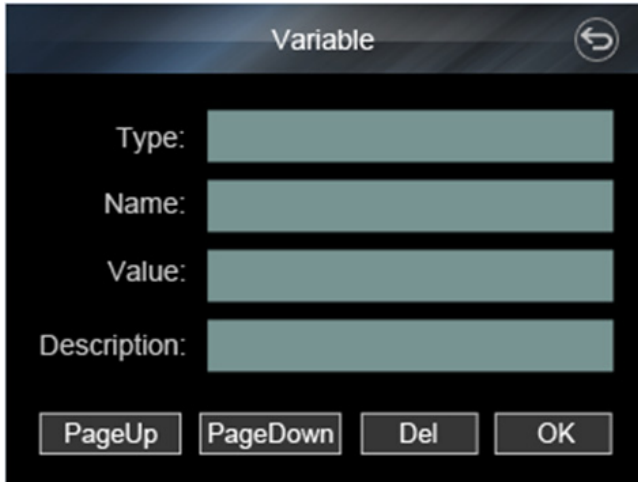 Variable
Type:
Name:
Value:
Description:
PageUp PageDown Del OK